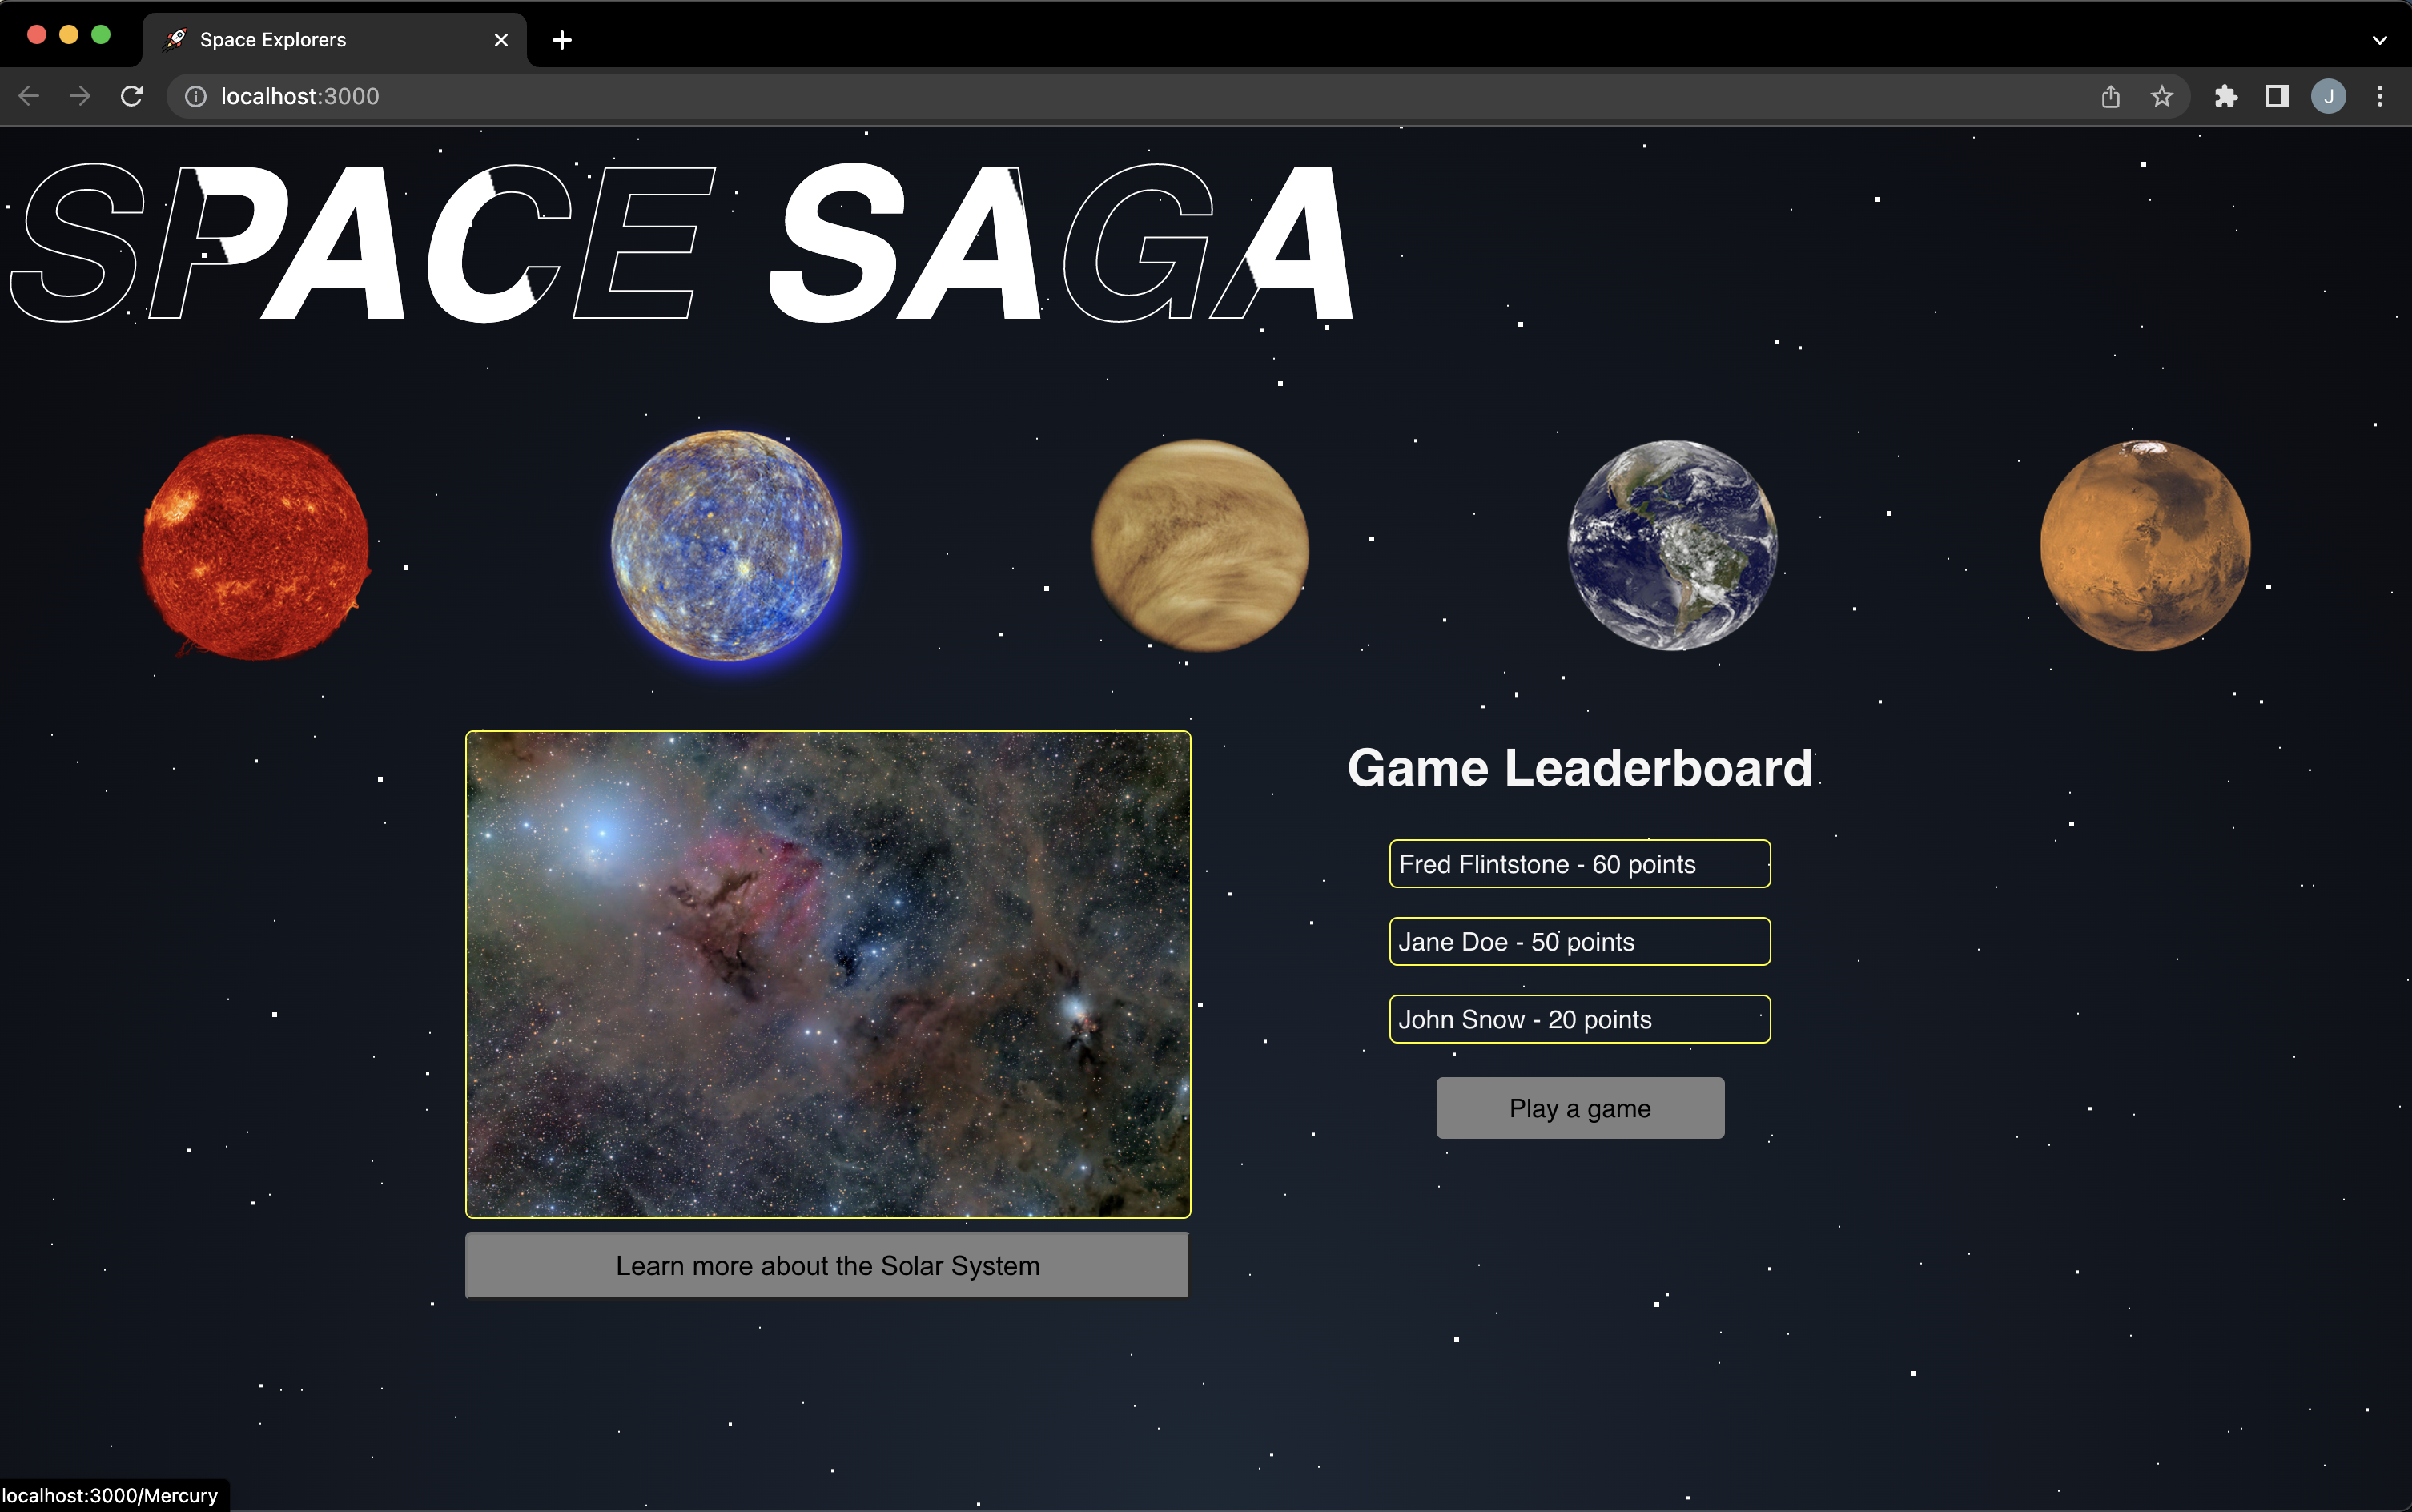 Space Explorers
localhost:3000
J
SPACE SAGA
Game Leaderboard
Fred Flintstone - 60 points
Jane Doe - 50 points
John Snow - 20 points
Play a game
Learn more about the Solar System
localhost:3000/Mercury